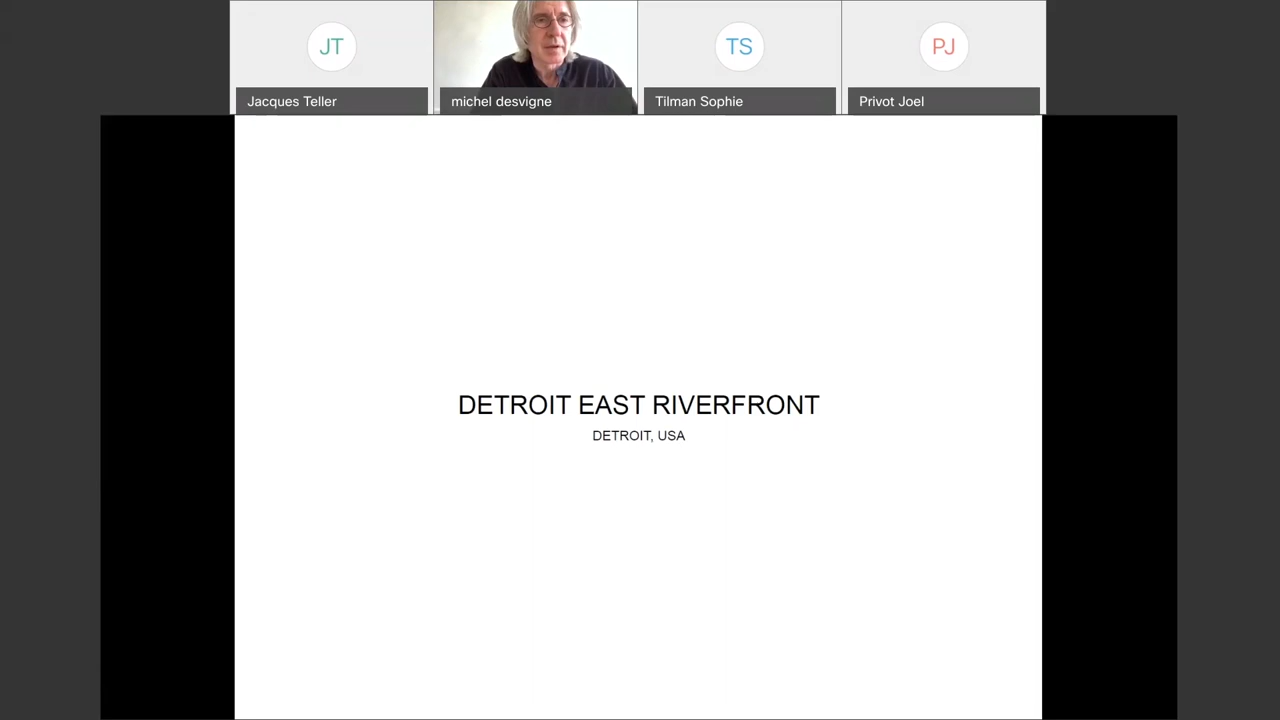 JT
TS
PJ
Jacques Teller
michel desvigne
Tilman Sophie
Privot Joel
DETROIT EAST RIVERFRONT
DETROIT, USA